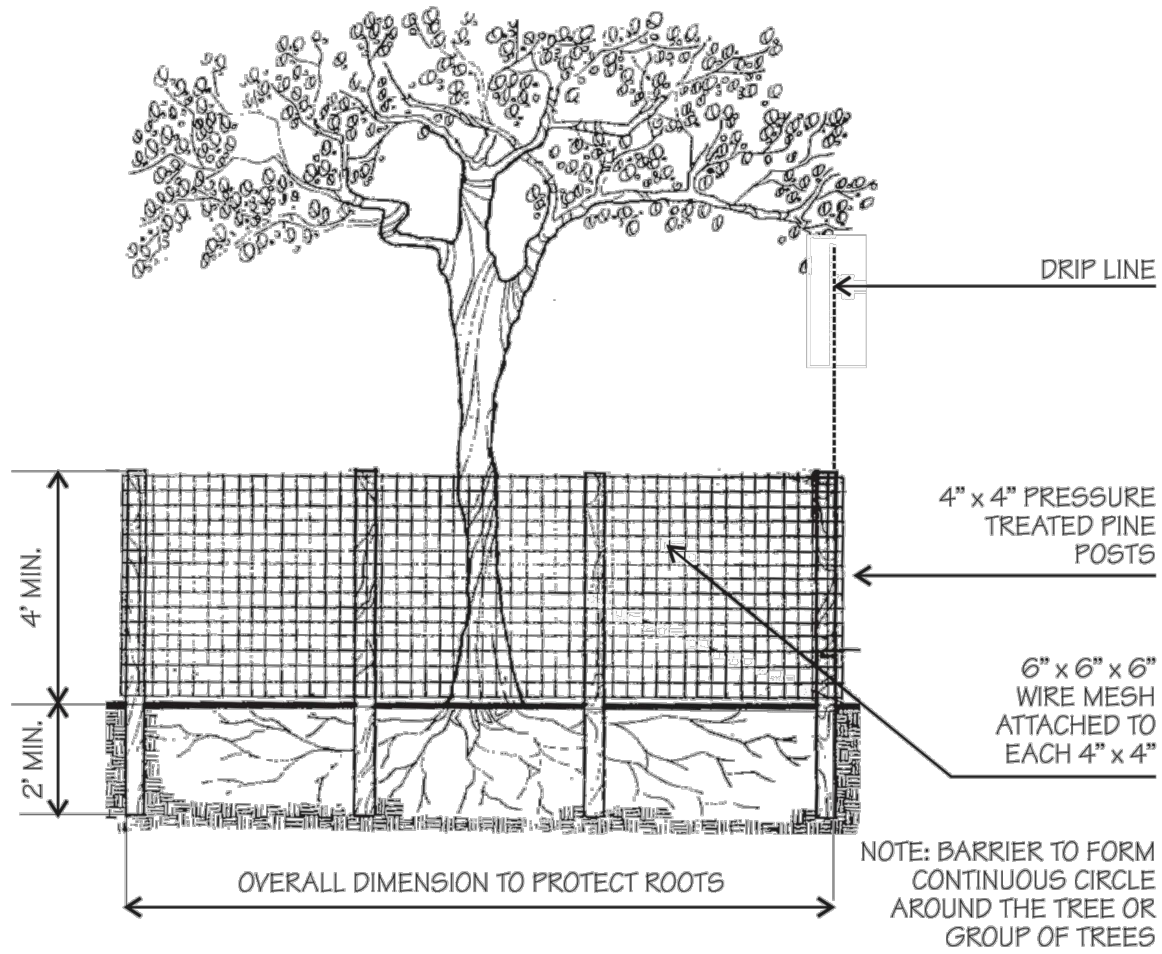 DRIP LINE
4” x 4” PRESSURE
TREATED PINE
POSTS
4’ MIN.
6” x 6” x 6”
WIRE MESH
ATTACHED TO
EACH 4” x 4”
2’ MIN.
OVERALL DIMENSION TO PROTECT ROOTS
NOTE: BARRIER TO FORM
CONTINUOUS CIRCLE
AROUND THE TREE OR
GROUP OF TREES